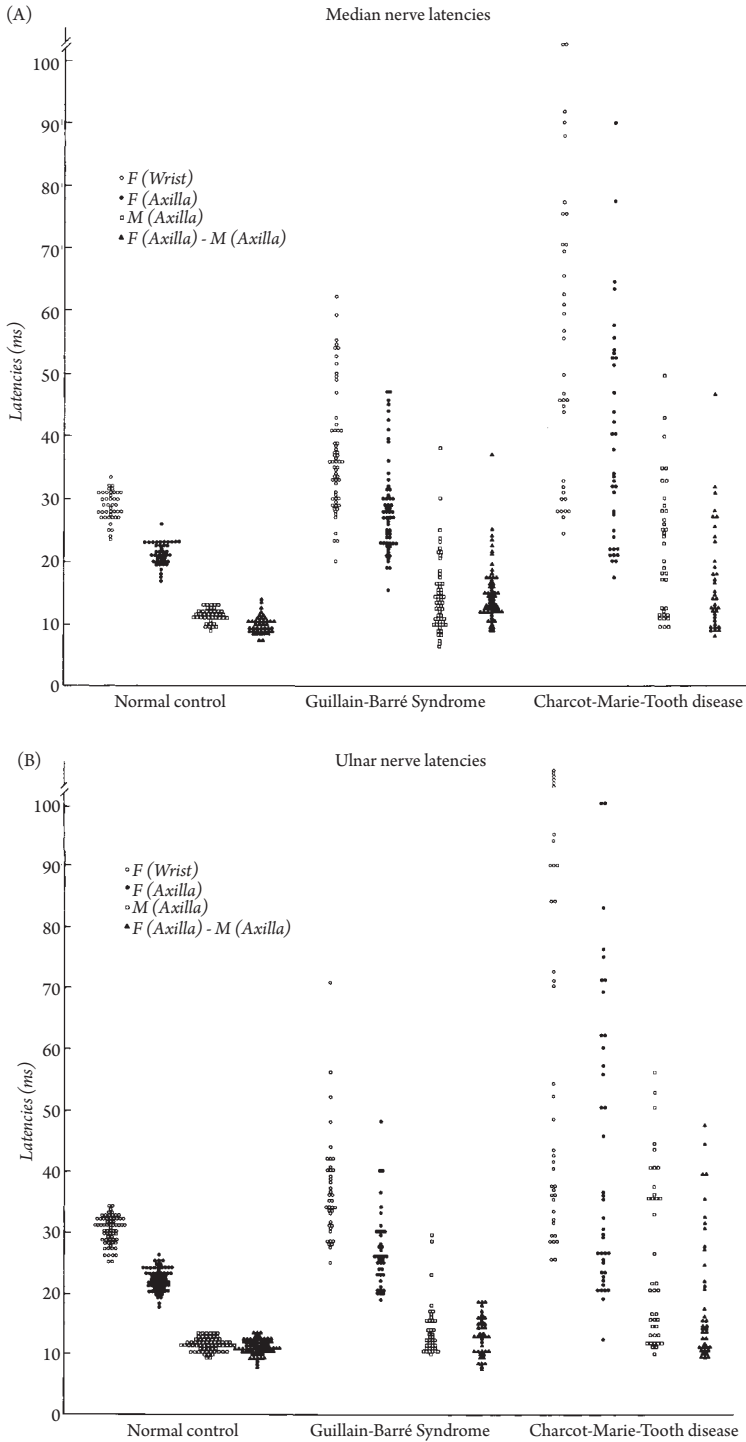 (A)
Median nerve latencies
100
90
80
70
60
50
40
30
20
10
0
Latencies (ms)
F (Wrist)
F (Axilla)
M (Axilla)
F (Axilla) - M (Axilla)
Normal control
Guillain-Barré Syndrome
Charcot-Marie-Tooth disease
(B)
Ulnar nerve latencies
100
90
80
70
60
50
40
30
20
10
0
Latencies (ms)
F (Wrist)
F (Axilla)
M (Axilla)
F (Axilla) - M (Axilla)
Normal control
Guillain-Barré Syndrome
Charcot-Marie-Tooth disease